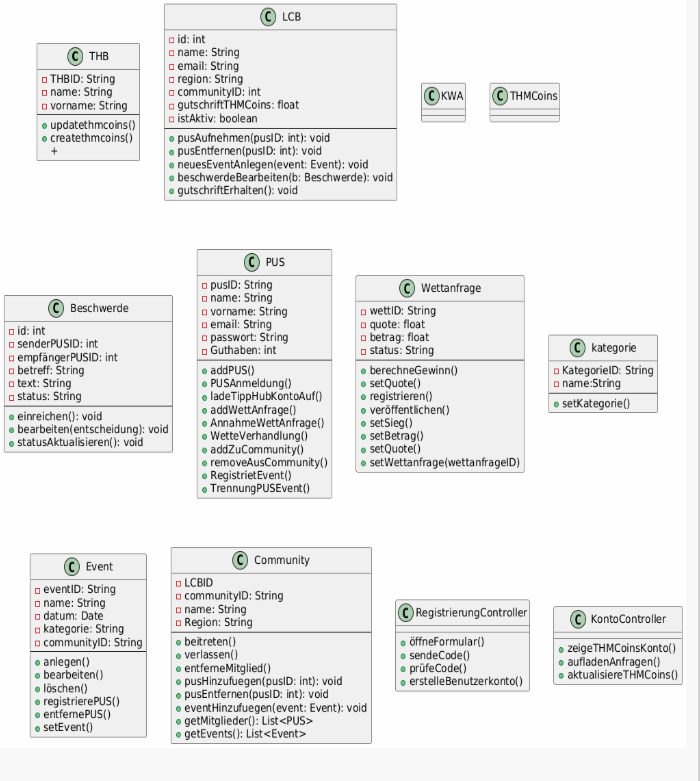 C THB
THBID: String
name: String
vorname: String
updatethmcoins()
createthmcoins()
+
C LCB
id: int
name: String
email: String
region: String
communityID: int
gutschriftTHMCoins: float
istAktiv: boolean
pusAufnehmen(pusID: int): void
pusEntfernen(pusID: int): void
neuesEventAnlegen(event: Event): void
beschwerdeBearbeiten(b: Beschwerde): void
gutschriftErhalten(): void
C KWA
C THMCoins
C Beschwerde
id: int
senderPUSID: int
empfängerPUSID: int
betreff: String
text: String
status: String
einreichen(): void
bearbeiten(entscheidung): void
statusAktualisieren(): void
C PUS
pusID: String
name: String
vorname: String
email: String
passwort: String
Guthaben: int
addPUS()
PUSAnmeldung()
ladeTippHubKontoAuf()
addWettAnfrage()
AnnahmeWettAnfrage()
WetteVerhandlung()
addZuCommunity()
removeAusCommunity()
RegistrietEvent()
TrennungPUSEvent()
C Wettanfrage
wettID: String
quote: float
betrag: float
status: String
berechneGewinn()
setQuote()
registrieren()
veröffentlichen()
setSieg()
setBetrag()
setQuote()
setWettanfrage(wettanfrageID)
C kategorie
KategorieID: String
name:String
setKategorie()
C Event
eventID: String
name: String
datum: Date
kategorie: String
communityID: String
anlegen()
bearbeiten()
löschen()
registrierePUS()
entfernePUS()
setEvent()
C Community
LCBID
communityID: String
name: String
Region: String
beitreten()
verlassen()
entferneMitglied()
pusHinzufuegen(pusID: int): void
pusEntfernen(pusID: int): void
eventHinzufuegen(event: Event): void
getMitglieder(): List<PUS>
getEvents(): List<Event>
C RegistrierungController
öffneFormular()
sendeCode()
prüfeCode()
erstelleBenutzerkonto()
C KontoController
zeigeTHMCoinsKonto()
aufladenAnfragen()
aktualisiereTHMCoins()